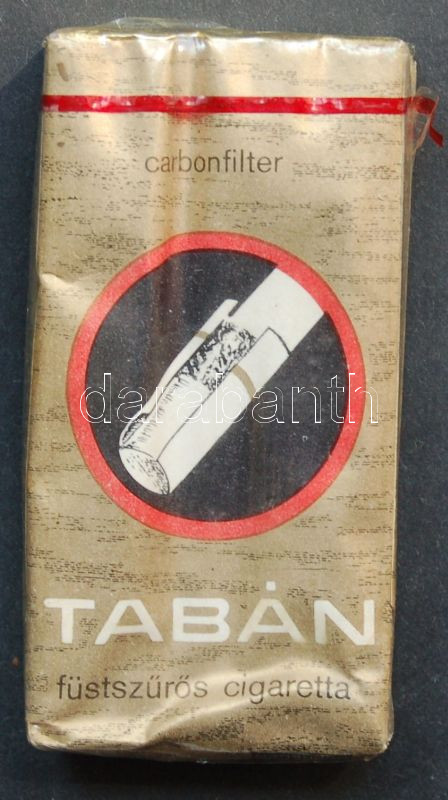 carbonfilter
darabanth
TABÁN
füstszűrős cigaretta